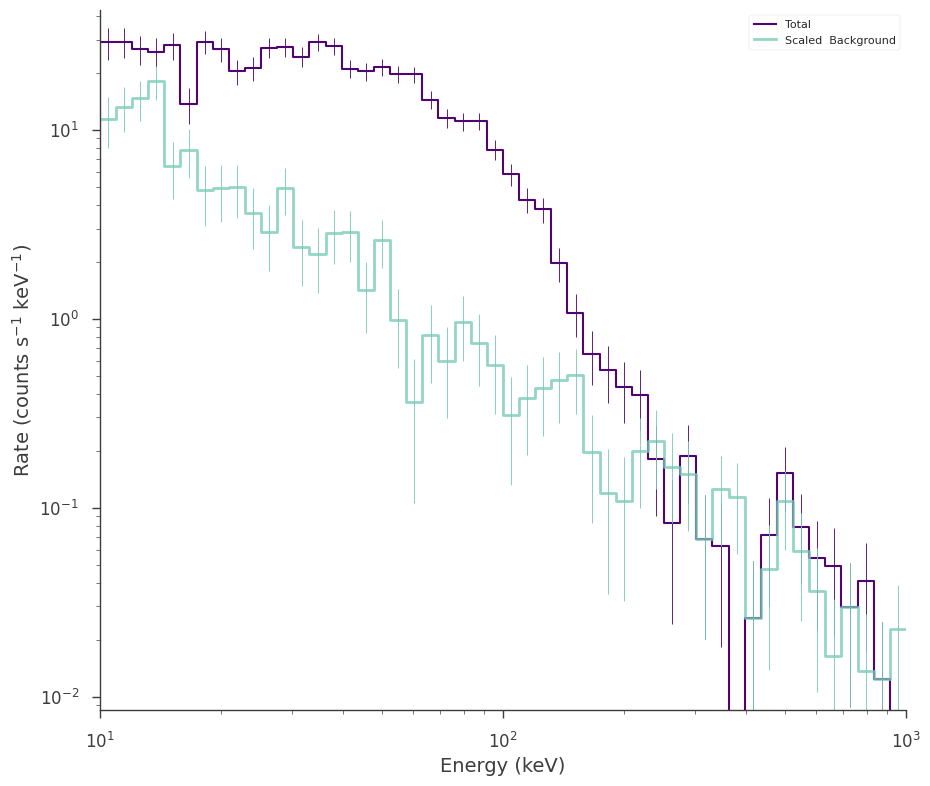 Total
Scaled  Background
10¹
10⁰
10⁻¹
10⁻²
Rate (counts s⁻¹ keV⁻¹)
10¹
10²
10³
Energy (keV)